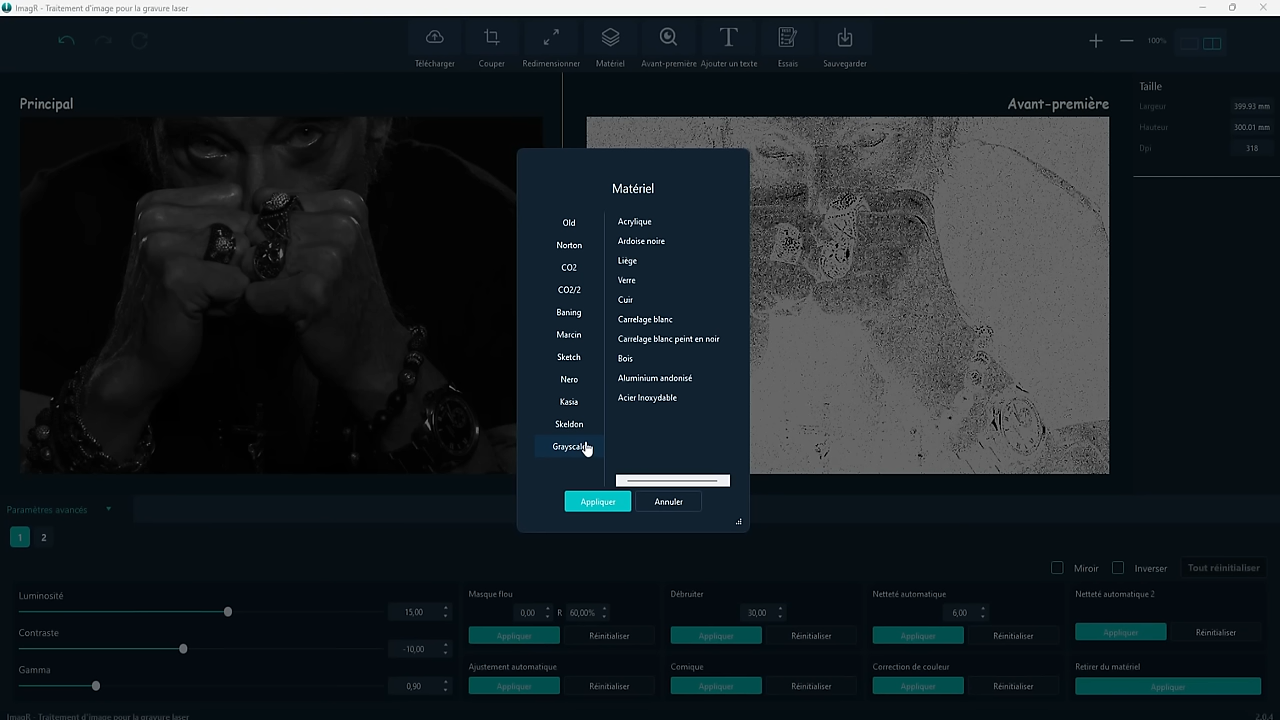 ImagR - Traitement d'image pour la gravure laser
Télécharger
Couper
Redimensionner
Matériel
Avant-première
Ajouter un texte
Essais
Sauvegarder
100%
Principal
Avant-première
Taille
Largeur 399.93 mm
Hauteur 300.01 mm
Dpi 318
Matériel
Old
Norton
CO2
CO2/2
Baning
Marcin
Sketch
Nero
Kasia
Skeldon
Grayscale
Acrylique
Ardoise noire
Liège
Verre
Cuir
Carrelage blanc
Carrelage blanc peint en noir
Bois
Aluminium andonisé
Acier Inoxydable
Appliquer
Annuler
Paramètres avancés
1 2
Miroir Inverser Tout réinitialiser
Luminosité
15,00
Contraste
-10,00
Gamma
0,90
Masque flou
0,00 R 60,00%
Appliquer Réinitialiser
Ajustement automatique
Appliquer Réinitialiser
Débruiter
30,00
Appliquer Réinitialiser
Comique
Appliquer Réinitialiser
Netteté automatique
6,00
Appliquer Réinitialiser
Correction de couleur
Appliquer Réinitialiser
Netteté automatique 2
Appliquer Réinitialiser
Retirer du matériel
Appliquer
ImagR - Traitement d'image pour la gravure laser
2.0.4